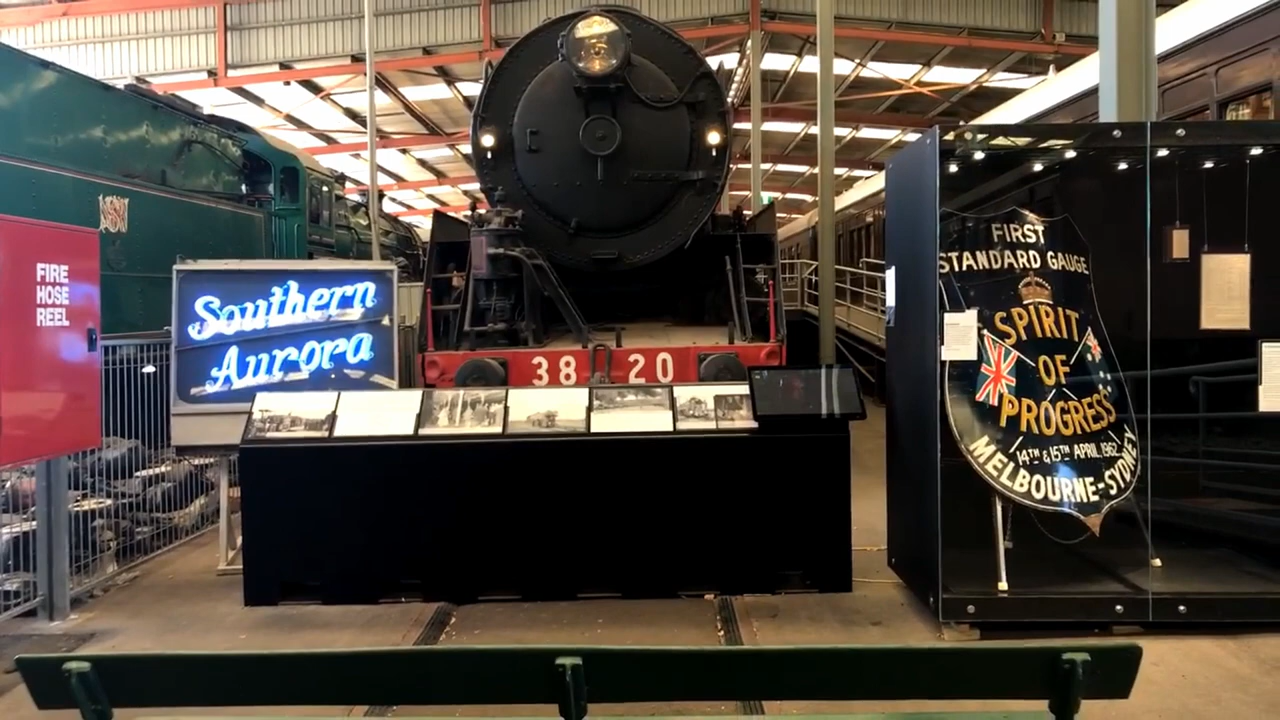 FIRE
HOSE
REEL
Southern
Aurora
38 20
FIRST
STANDARD GAUGE
SPIRIT
OF
PROGRESS
14TH & 15TH APRIL, 1962
MELBOURNE-SYDNEY